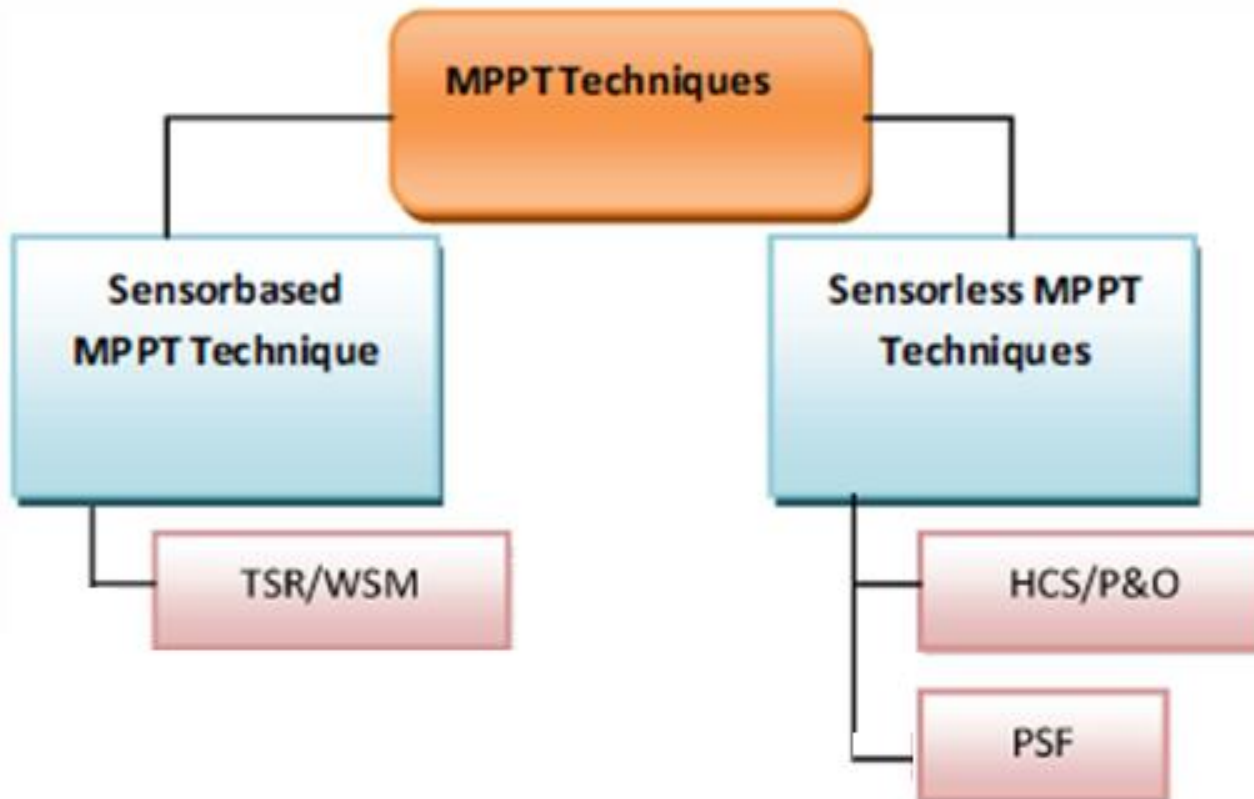 MPPT Techniques
Sensorbased
MPPT Technique
Sensorless MPPT
Techniques
TSR/WSM
HCS/P&O
PSF